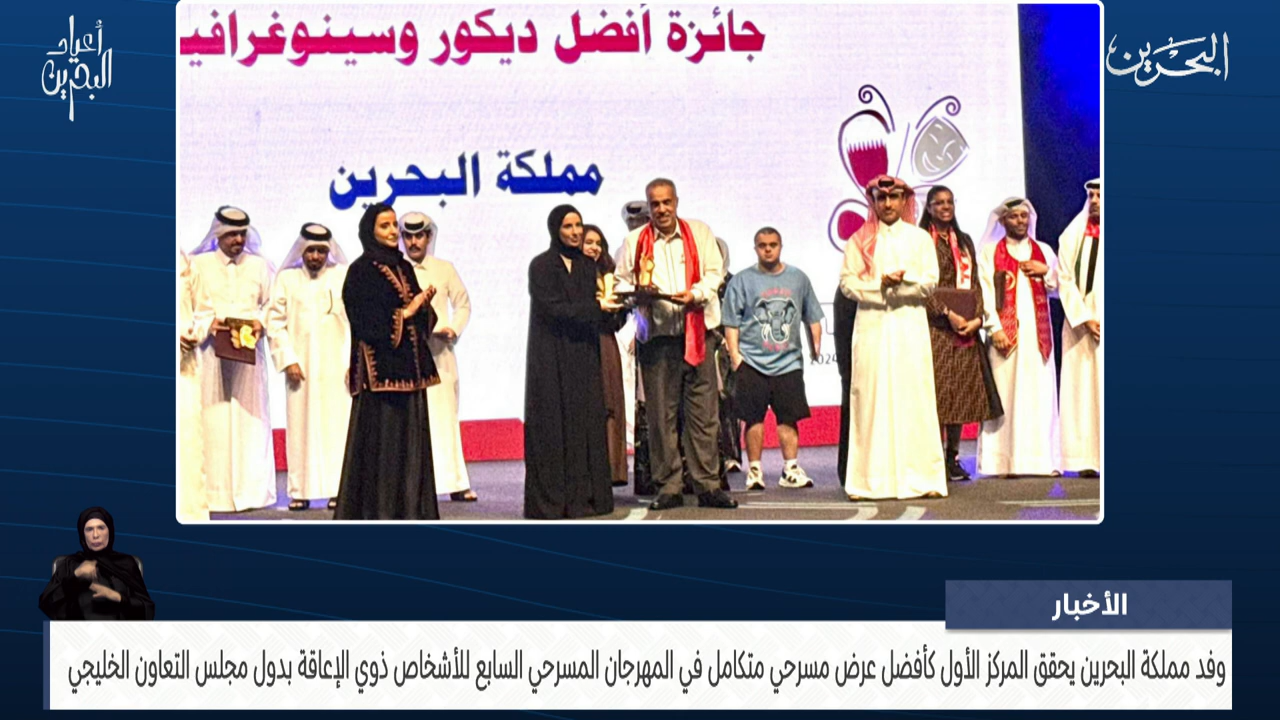 أعياد
البحرين
البحرين
جائزة أفضل ديكور وسينوغرافيا
مملكة البحرين
2024
الأخبار
وفد مملكة البحرين يحقق المركز الأول كأفضل عرض مسرحي متكامل في المهرجان المسرحي السابع للأشخاص ذوي الإعاقة بدول مجلس التعاون الخليجي